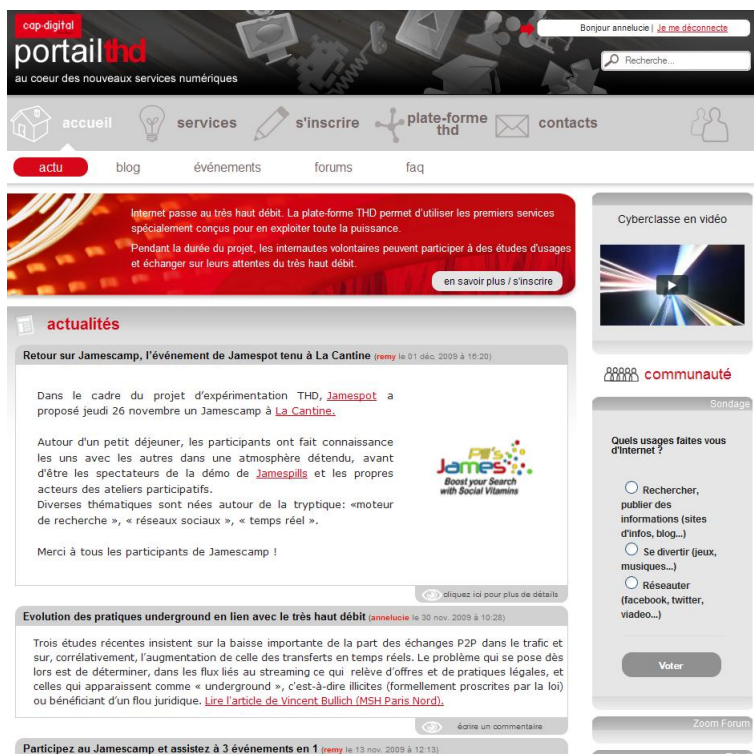 cap·digital
portailthd
au coeur des nouveaux services numériques
Bonjour annelucie | Je me déconnecte
Recherche...
accueil
services
s'inscrire
plate-forme
thd
contacts
actu
blog
événements
forums
faq
Internet passe au très haut débit. La plate-forme THD permet d'utiliser les premiers services
spécialement conçus pour en exploiter toute la puissance.
Pendant la durée du projet, les internautes volontaires peuvent participer à des études d'usages
et échanger sur leurs attentes du très haut débit.
en savoir plus / s'inscrire
actualités
Retour sur Jamescamp, l'événement de Jamespot tenu à La Cantine (remy le 01 déc. 2009 à 16:20)
Dans le cadre du projet d'expérimentation THD, Jamespot a
proposé jeudi 26 novembre un Jamescamp à La Cantine.
Autour d'un petit déjeuner, les participants ont fait connaissance
les uns avec les autres dans une atmosphère détendu, avant
d'être les spectateurs de la démo de Jamespills et les propres
acteurs des ateliers participatifs.
Diverses thématiques sont nées autour de la tryptique: «moteur
de recherche », « réseaux sociaux », « temps réel ».
Merci à tous les participants de Jamescamp !
Pill's
James
Boost your Search
with Social Vitamins
cliquez ici pour plus de détails
Evolution des pratiques underground en lien avec le très haut débit (annelucie le 30 nov. 2009 à 10:28)
Trois études récentes insistent sur la baisse importante de la part des échanges P2P dans le trafic et
sur, corrélativement, l'augmentation de celle des transferts en temps réels. Le problème qui se pose dès
lors est de déterminer, dans les flux liés au streaming ce qui relève d'offres et de pratiques légales, et
celles qui apparaissent comme « underground », c'est-à-dire illicites (formellement proscrites par la loi)
ou bénéficiant d'un flou juridique. Lire l'article de Vincent Bullich (MSH Paris Nord).
écrire un commentaire
Participez au Jamescamp et assistez à 3 événements en 1 (remy le 13 nov. 2009 à 12:13)
Cyberclasse en vidéo
communauté
Sondage
Quels usages faites vous
d'Internet ?
Rechercher,
publier des
informations (sites
d'infos, blog...)
Se divertir (jeux,
musiques...)
Réseauter
(facebook, twitter,
viadeo...)
Voter
Zoom Forum